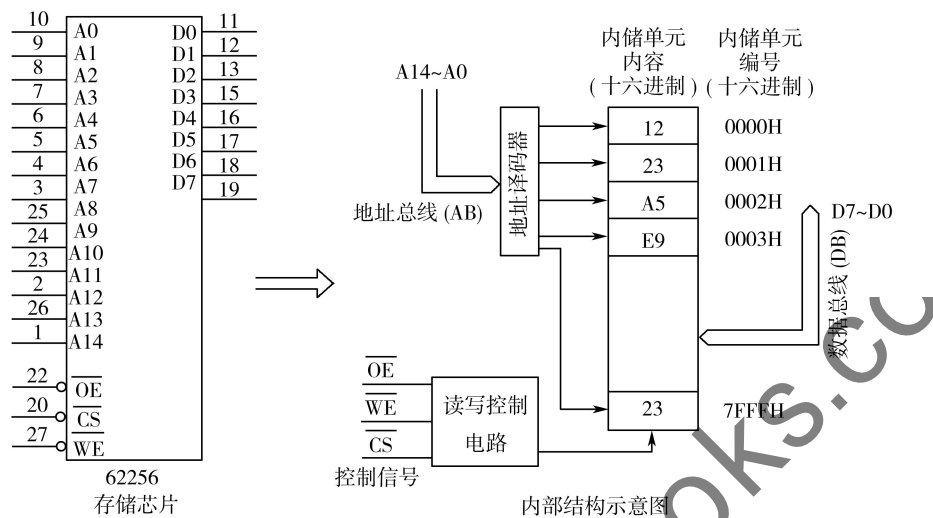 10 A0
9 A1
8 A2
7 A3
6 A4
5 A5
4 A6
3 A7
25 A8
24 A9
23 A10
21 A11
2 A12
26 A13
1 A14
22 OE
20 CS
27 WE
D0 11
D1 12
D2 13
D3 15
D4 16
D5 17
D6 18
D7 19
62256
存储芯片
A14~A0
地址总线 (AB)
地址译码器
内储单元
内容
(十六进制)
内储单元
编号
(十六进制)
12 0000H
23 0001H
A5 0002H
E9 0003H
23 7FFFH
D7~D0
数据总线 (DB)
OE
WE
CS
控制信号
读写控制
电路
内部结构示意图
oks.co